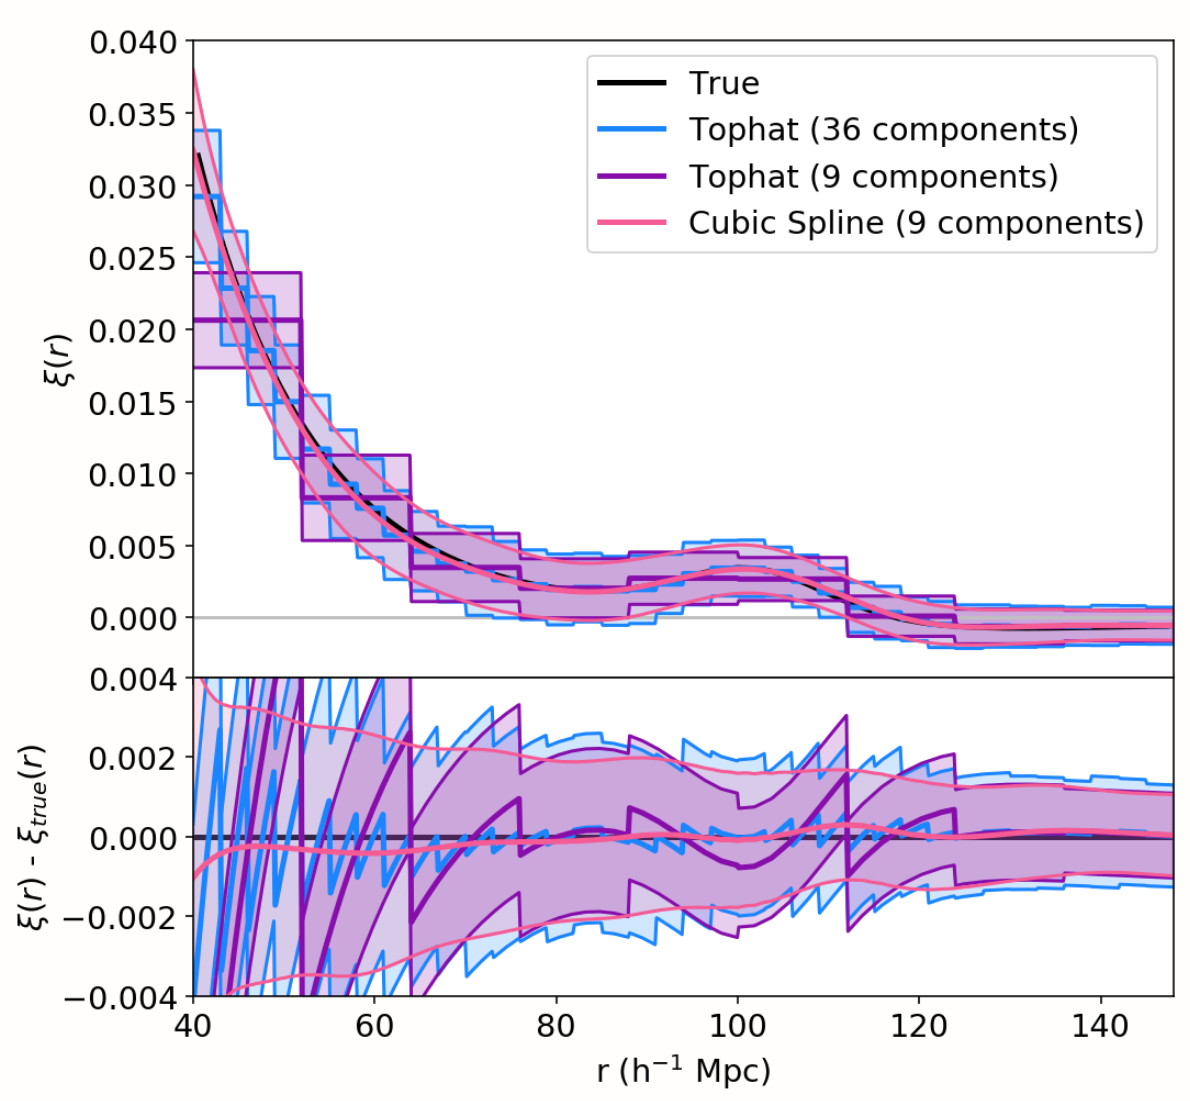 0.040
0.035
0.030
0.025
0.020
0.015
0.010
0.005
0.000
ξ(r)
True
Tophat (36 components)
Tophat (9 components)
Cubic Spline (9 components)
0.004
0.002
0.000
−0.002
−0.004
ξ(r) - ξ_true(r)
40 60 80 100 120 140
r (h⁻¹ Mpc)